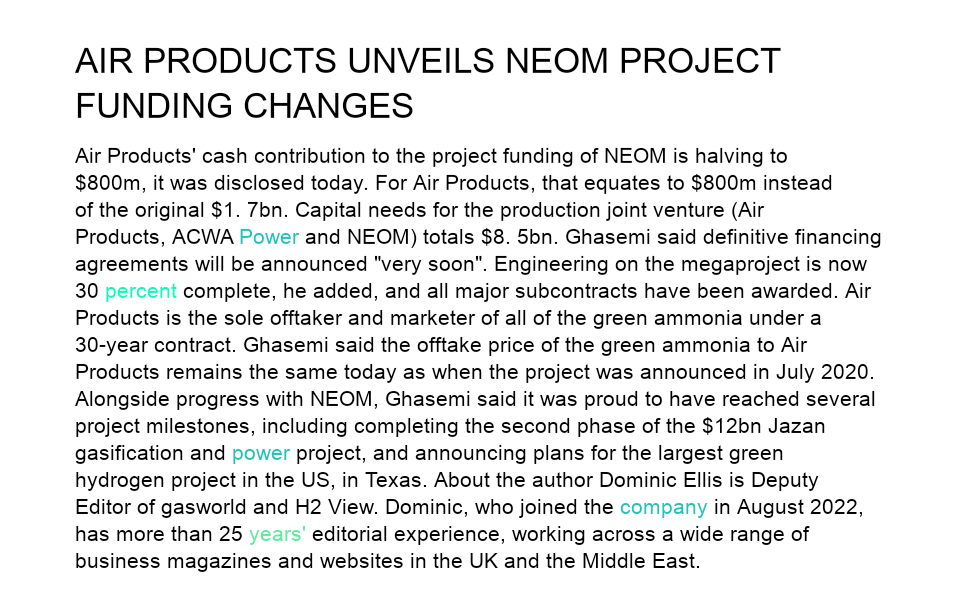 AIR PRODUCTS UNVEILS NEOM PROJECT
FUNDING CHANGES
Air Products' cash contribution to the project funding of NEOM is halving to
$800m, it was disclosed today. For Air Products, that equates to $800m instead
of the original $1. 7bn. Capital needs for the production joint venture (Air
Products, ACWA Power and NEOM) totals $8. 5bn. Ghasemi said definitive financing
agreements will be announced "very soon". Engineering on the megaproject is now
30 percent complete, he added, and all major subcontracts have been awarded. Air
Products is the sole offtaker and marketer of all of the green ammonia under a
30-year contract. Ghasemi said the offtake price of the green ammonia to Air
Products remains the same today as when the project was announced in July 2020.
Alongside progress with NEOM, Ghasemi said it was proud to have reached several
project milestones, including completing the second phase of the $12bn Jazan
gasification and power project, and announcing plans for the largest green
hydrogen project in the US, in Texas. About the author Dominic Ellis is Deputy
Editor of gasworld and H2 View. Dominic, who joined the company in August 2022,
has more than 25 years' editorial experience, working across a wide range of
business magazines and websites in the UK and the Middle East.